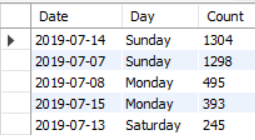 Date Day Count
2019-07-14 Sunday 1304
2019-07-07 Sunday 1298
2019-07-08 Monday 495
2019-07-15 Monday 393
2019-07-13 Saturday 245